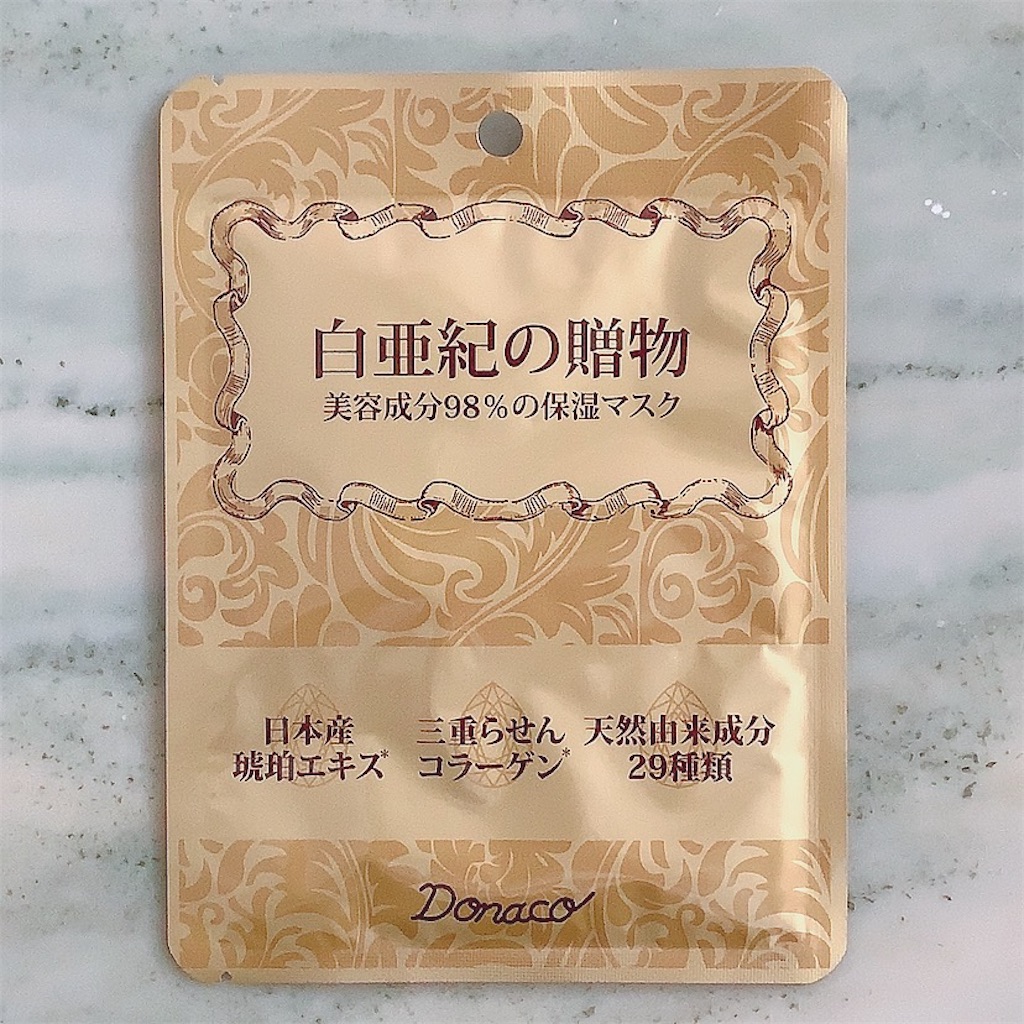 白亜紀の贈物
美容成分98%の保湿マスク
日本産
琥珀エキス*
三重らせん
コラーゲン*
天然由来成分
29種類
Donaco